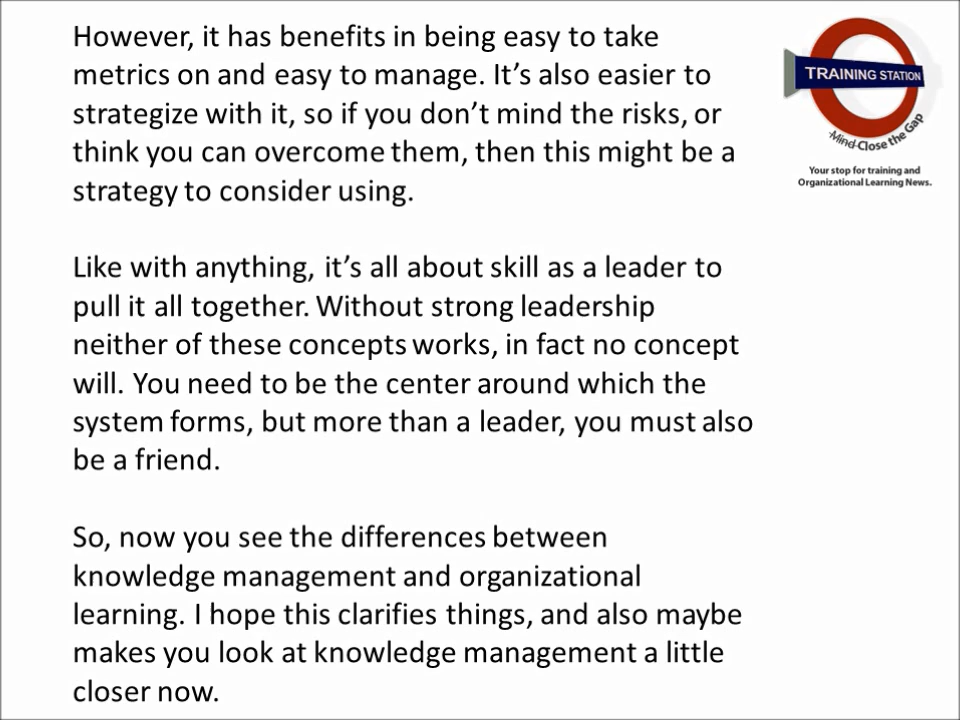 However, it has benefits in being easy to take
metrics on and easy to manage. It’s also easier to
strategize with it, so if you don’t mind the risks, or
think you can overcome them, then this might be a
strategy to consider using.
Like with anything, it’s all about skill as a leader to
pull it all together. Without strong leadership
neither of these concepts works, in fact no concept
will. You need to be the center around which the
system forms, but more than a leader, you must also
be a friend.
So, now you see the differences between
knowledge management and organizational
learning. I hope this clarifies things, and also maybe
makes you look at knowledge management a little
closer now.
TRAINING STATION
Mind Close the Gap
Your stop for training and
Organizational Learning News.